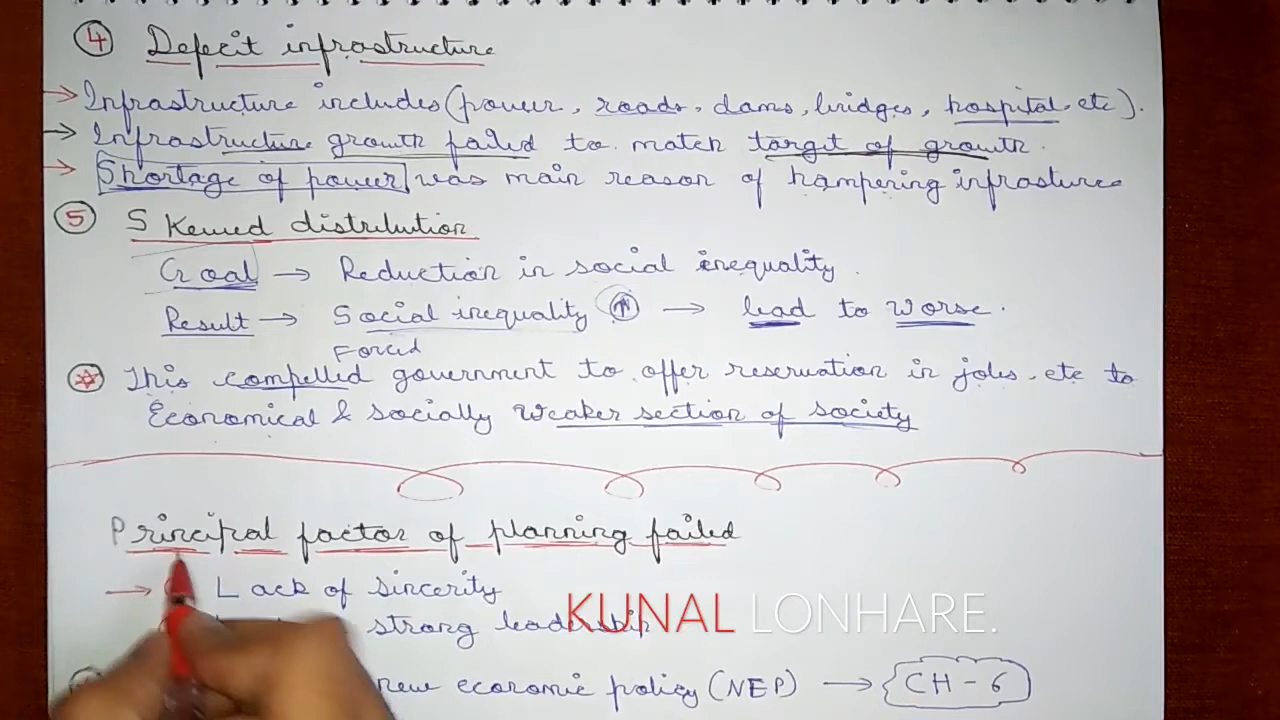 4 Deficit infrastructure
→ Infrastructure includes (power, roads, dams, bridges, hospital, etc).
→ Infrastructure growth failed to match target of growth.
→ Shortage of power was main reason of hampering infrasture
5 Skewed distribution
Goal → Reduction in social inequality.
Result → Social inequality ↑ → lead to worse.
Forced
☆ This compelled government to offer reservation in jobs, etc to
Economical & socially weaker section of society
Principal factor of planning failed
→ Lack of sincerity
strong leadership
KUNAL LONHARE.
new economic policy (NEP) → CH-6